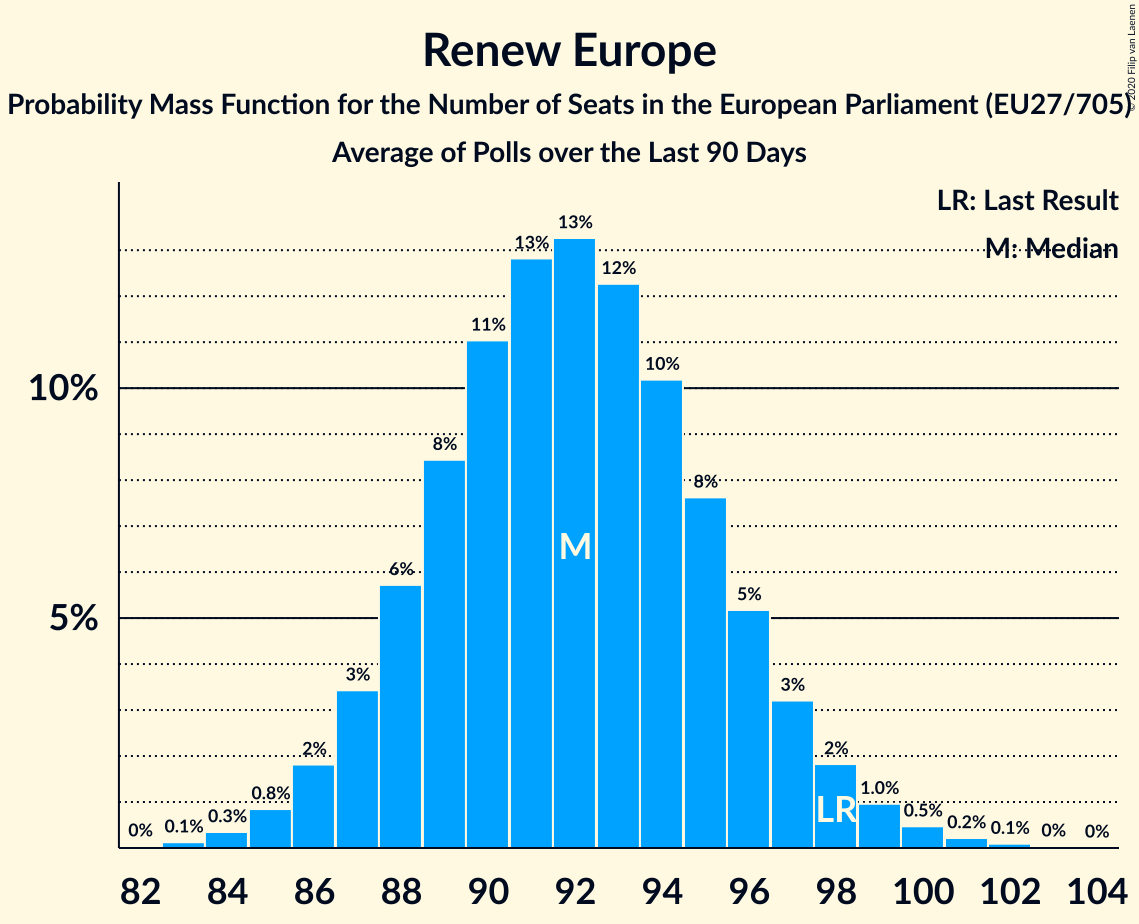 Renew Europe
Probability Mass Function for the Number of Seats in the European Parliament (EU27/705)
Average of Polls over the Last 90 Days
© 2020 Filip van Laenen
LR: Last Result
M: Median
10%
5%
0%
0.1%
0.3%
0.8%
2%
3%
6%
8%
11%
13%
13%
12%
10%
8%
5%
3%
2%
1.0%
0.5%
0.2%
0.1%
0%
0%
M
LR
82 84 86 88 90 92 94 96 98 100 102 104